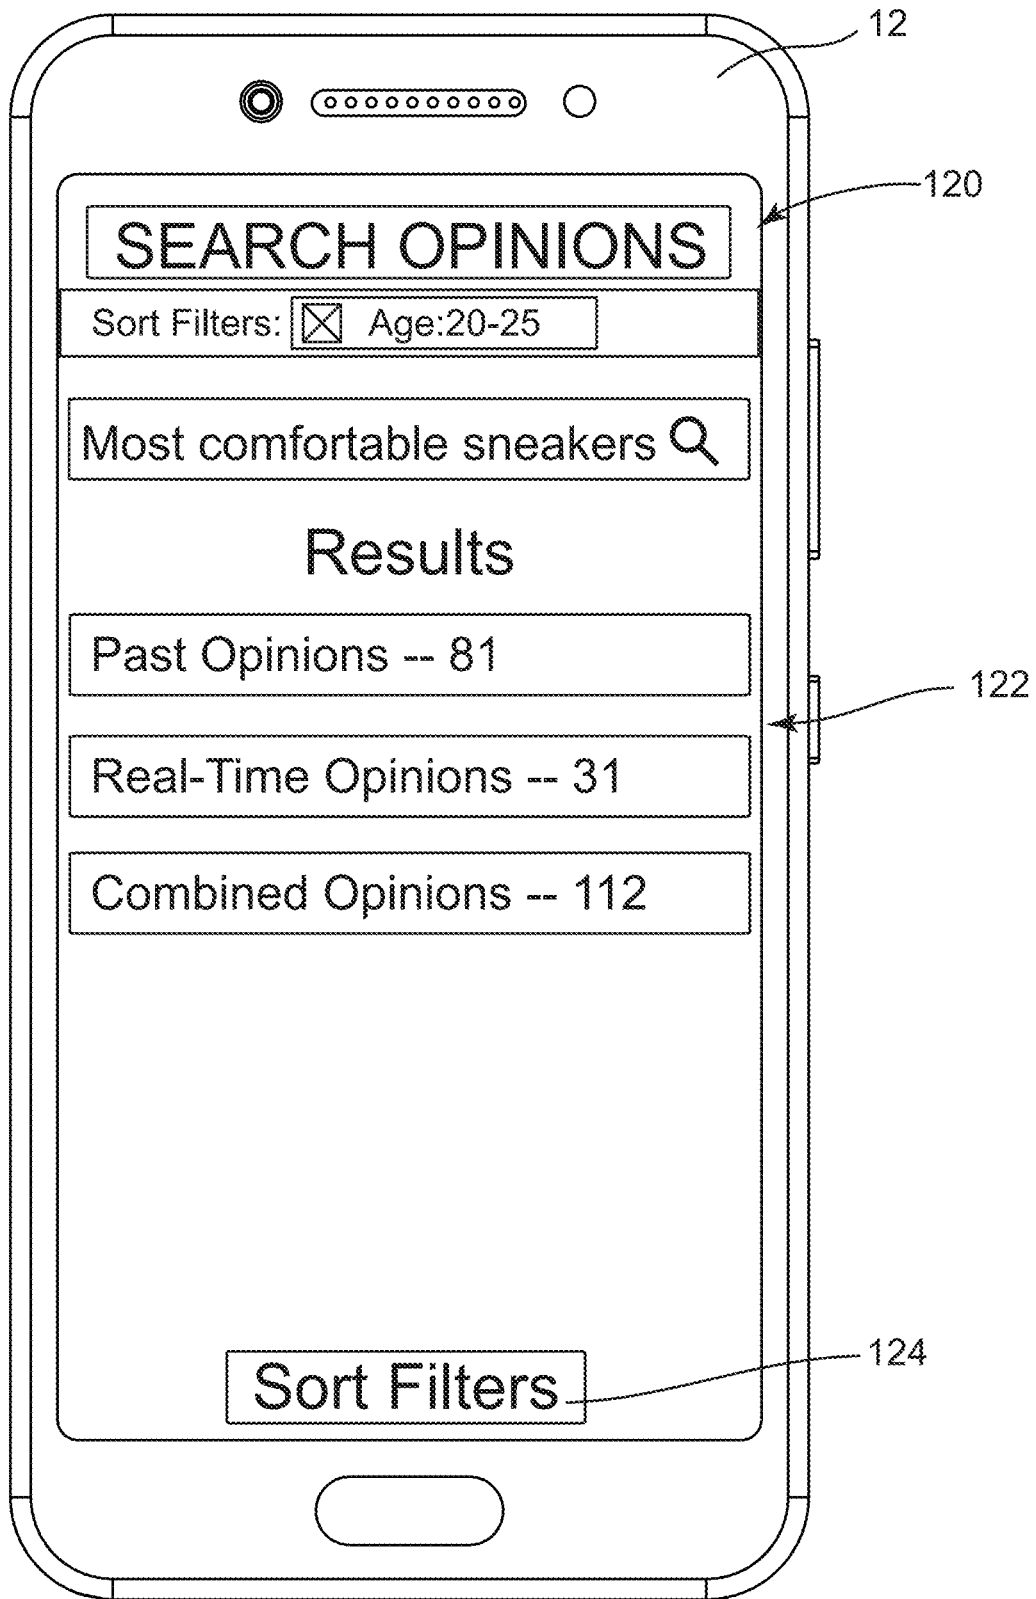 12
120
SEARCH OPINIONS
Sort Filters: Age:20-25
Most comfortable sneakers
Results
Past Opinions -- 81
122
Real-Time Opinions -- 31
Combined Opinions -- 112
124
Sort Filters